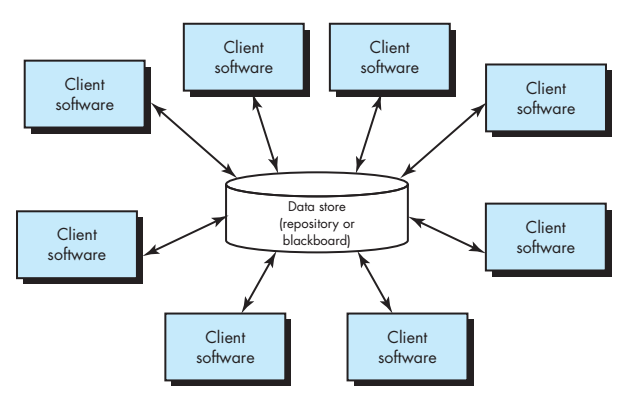 Client
software
Client
software
Client
software
Client
software
Data store
(repository or
blackboard)
Client
software
Client
software
Client
software
Client
software